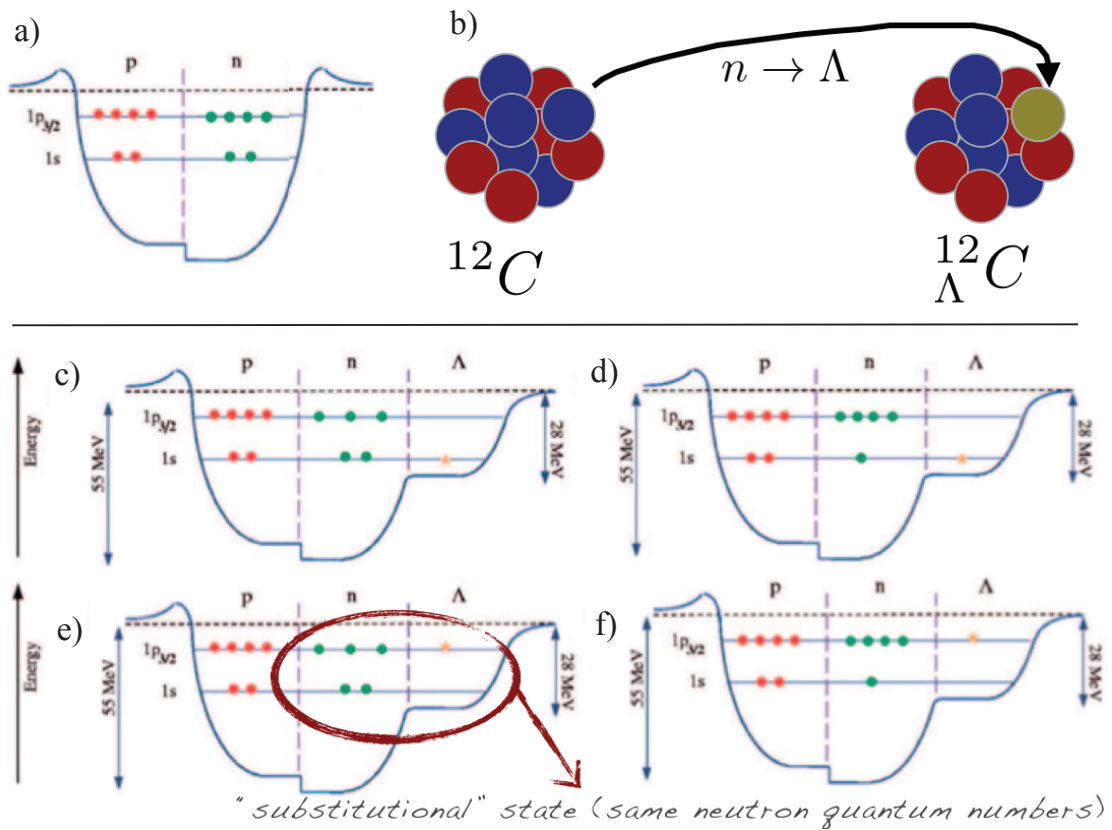 a)
p n
1p3/2
1s
b)
n → Λ
12C
12ΛC
c)
p n Λ
Energy
55 MeV
1p3/2
1s
28 MeV
d)
p n Λ
55 MeV
1p3/2
1s
28 MeV
e)
p n Λ
Energy
55 MeV
1p3/2
1s
28 MeV
f)
p n Λ
55 MeV
1p3/2
1s
28 MeV
"substitutional" state (same neutron quantum numbers)